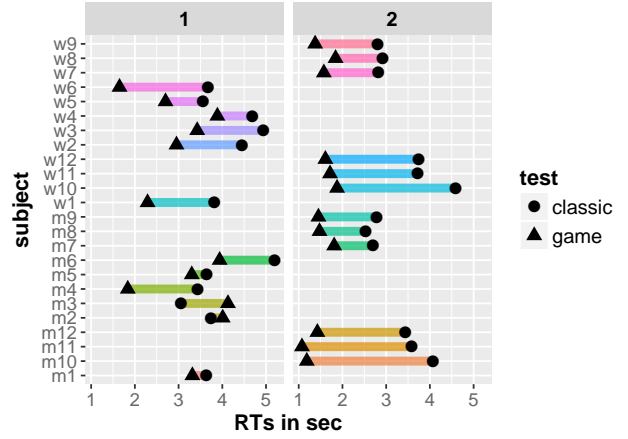 1 2
w9
w8
w7
w6
w5
w4
w3
w2
w12
w11
w10
w1
m9
m8
m7
m6
m5
m4
m3
m2
m12
m11
m10
m1
subject
1 2 3 4 5 1 2 3 4 5
RTs in sec
test
classic
game